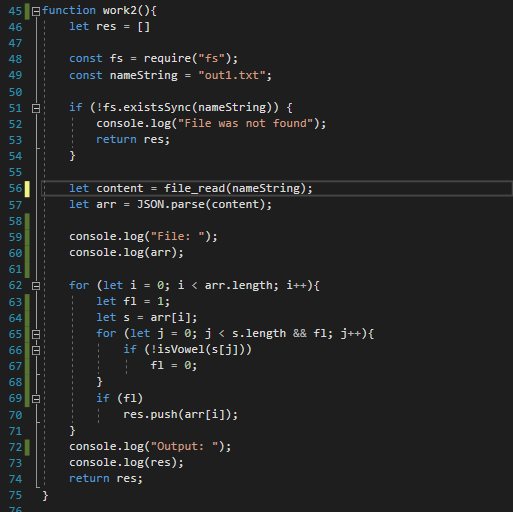 45 function work2(){
46 let res = []
47
48 const fs = require("fs");
49 const nameString = "out1.txt";
50
51 if (!fs.existsSync(nameString)) {
52 console.log("File was not found");
53 return res;
54 }
55
56 let content = file_read(nameString);
57 let arr = JSON.parse(content);
58
59 console.log("File: ");
60 console.log(arr);
61
62 for (let i = 0; i < arr.length; i++){
63 let fl = 1;
64 let s = arr[i];
65 for (let j = 0; j < s.length && fl; j++){
66 if (!isVowel(s[j]))
67 fl = 0;
68 }
69 if (fl)
70 res.push(arr[i]);
71 }
72 console.log("Output: ");
73 console.log(res);
74 return res;
75 }
76